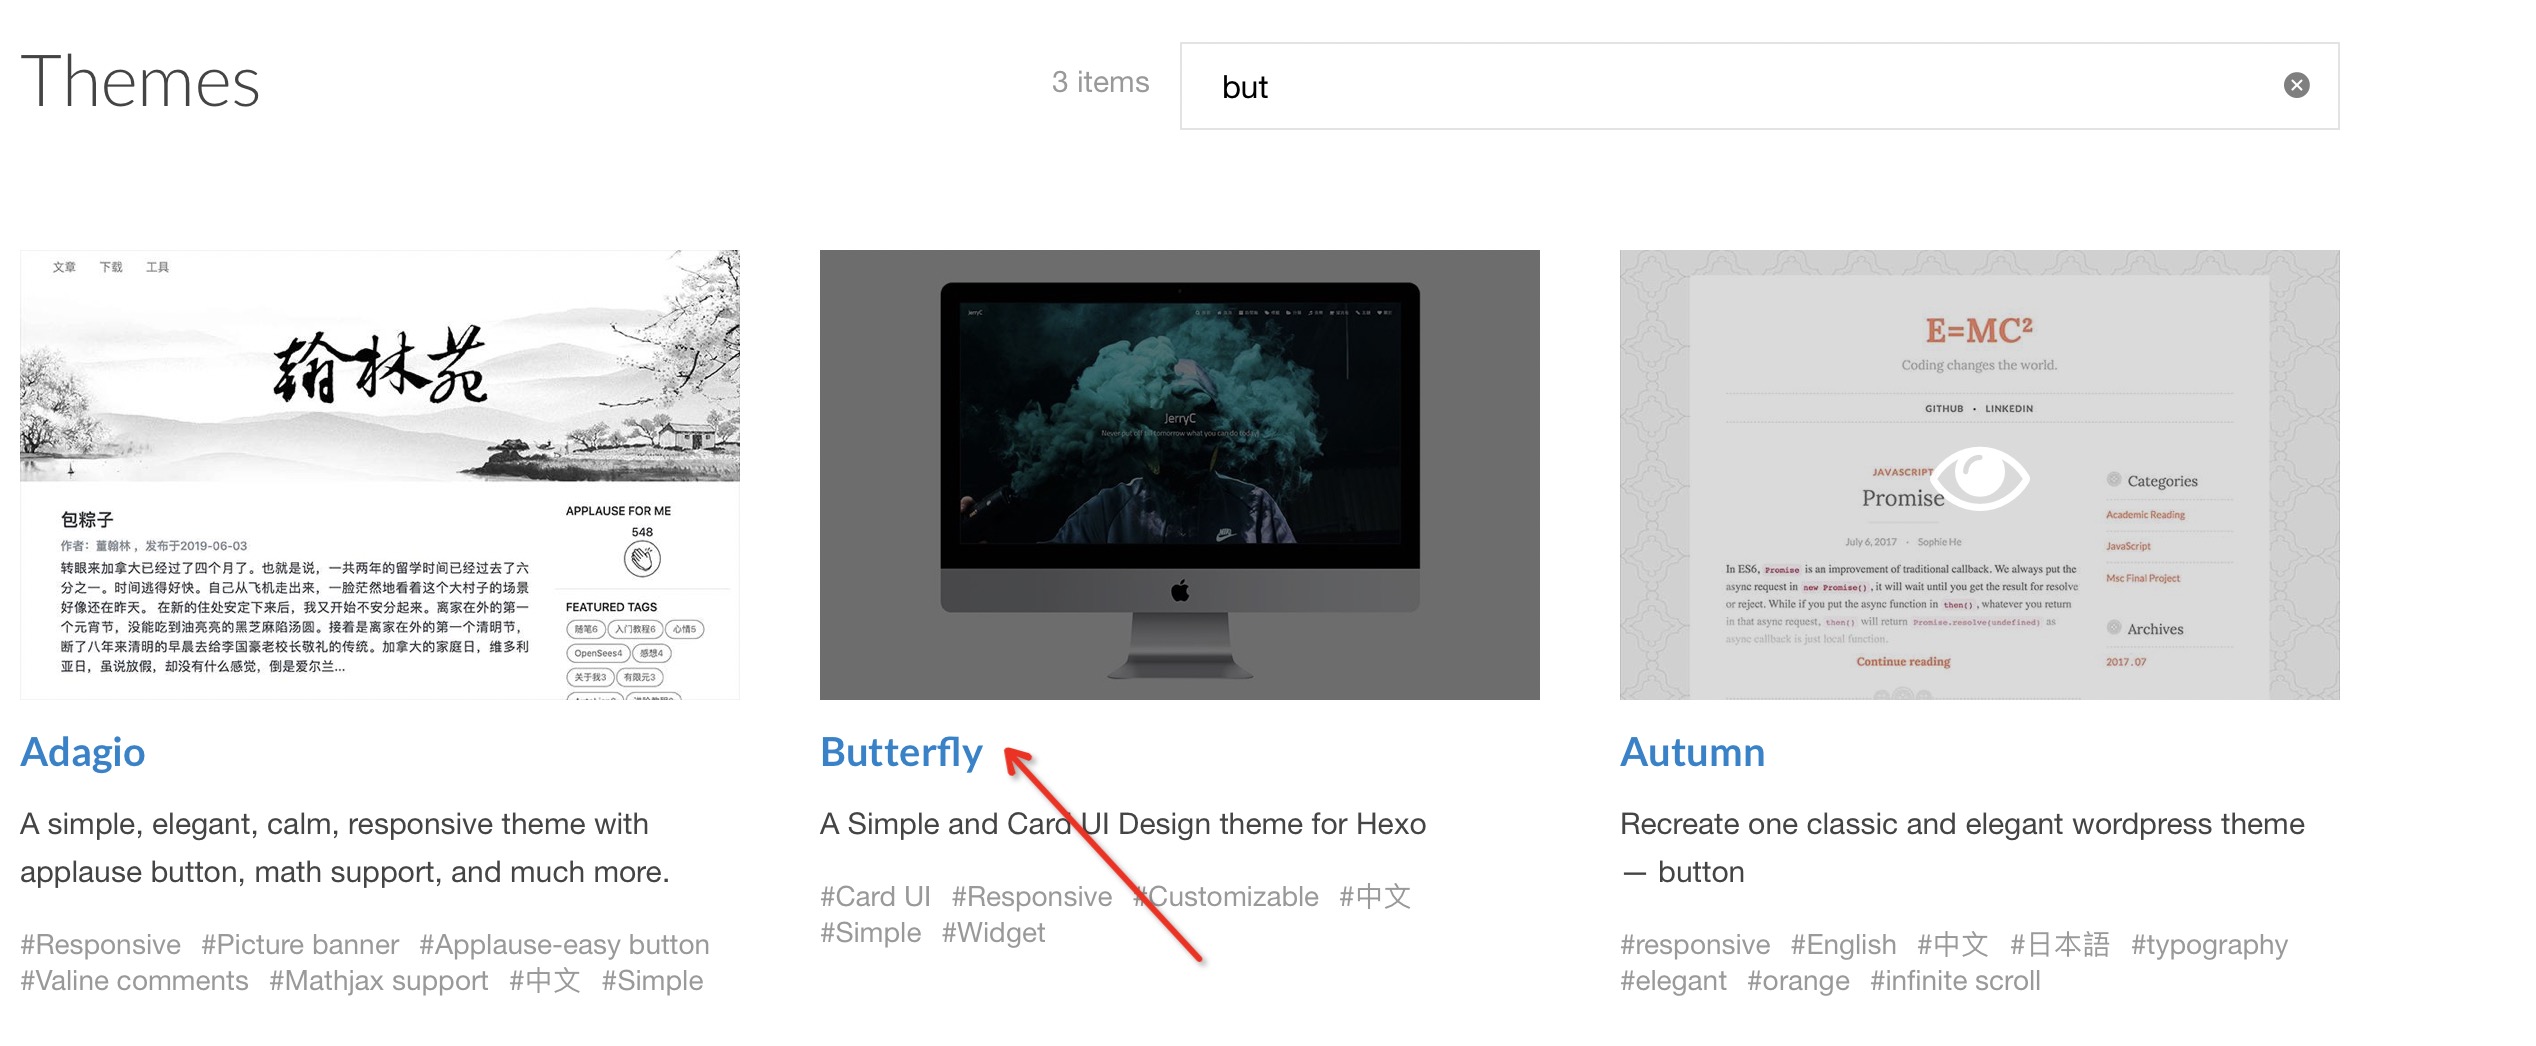 Themes
3 items
but
文章 下载 工具
翰林苑
包粽子
作者：董翰林，发布于2019-06-03
转眼来加拿大已经过了四个月了。也就是说，一共两年的留学时间已经过去了六
分之一。时间逃得好快。自己从飞机走出来，一脸茫然地看着这个大村子的场景
好像还在昨天。 在新的住处安定下来后，我又开始不安分起来。离家在外的第一
个元宵节，没能吃到油亮亮的黑芝麻陷汤圆。接着是离家在外的第一个清明节，
断了八年来清明的早晨去给李国豪老校长敬礼的传统。加拿大的家庭日，维多利
亚日，虽说放假，却没有什么感觉，倒是爱尔兰...
APPLAUSE FOR ME
548
FEATURED TAGS
随笔6 入门教程6 心情5
OpenSees4 感想4
关于我3 有限元3
JerryC
JerryC
Never put off till tomorrow what you can do today!
E=MC²
Coding changes the world.
GITHUB • LINKEDIN
JAVASCRIPT
Promise
July 6, 2017 • Sophie He
In ES6, Promise is an improvement of traditional callback. We always put the
async request in new Promise(), it will wait until you get the result for resolve
or reject. While if you put the async function in then(), whatever you return
in that async request, then() will return Promise.resolve(undefined) as
async callback is just local function.
Continue reading
Categories
Academic Reading
JavaScript
Msc Final Project
Archives
2017.07
Adagio
A simple, elegant, calm, responsive theme with
applause button, math support, and much more.
#Responsive #Picture banner #Applause-easy button
#Valine comments #Mathjax support #中文 #Simple
Butterfly
A Simple and Card UI Design theme for Hexo
#Card UI #Responsive #Customizable #中文
#Simple #Widget
Autumn
Recreate one classic and elegant wordpress theme
— button
#responsive #English #中文 #日本語 #typography
#elegant #orange #infinite scroll